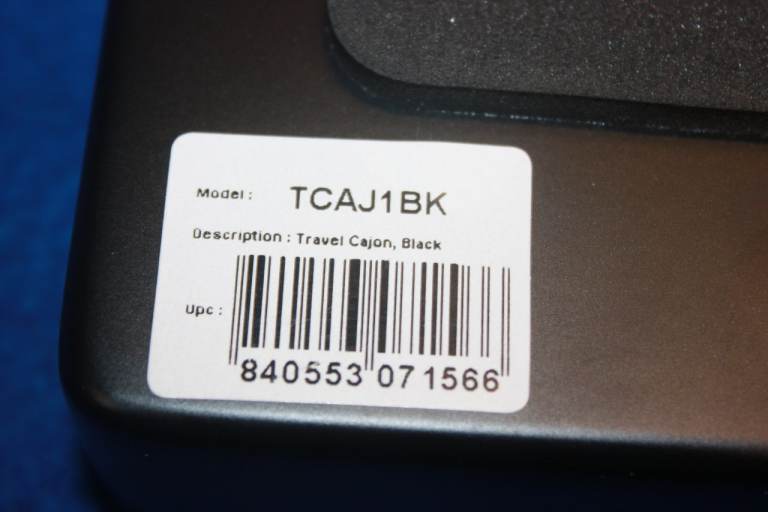 Model : TCAJ1BK
Description : Travel Cajon, Black
Upc :
840553 071566